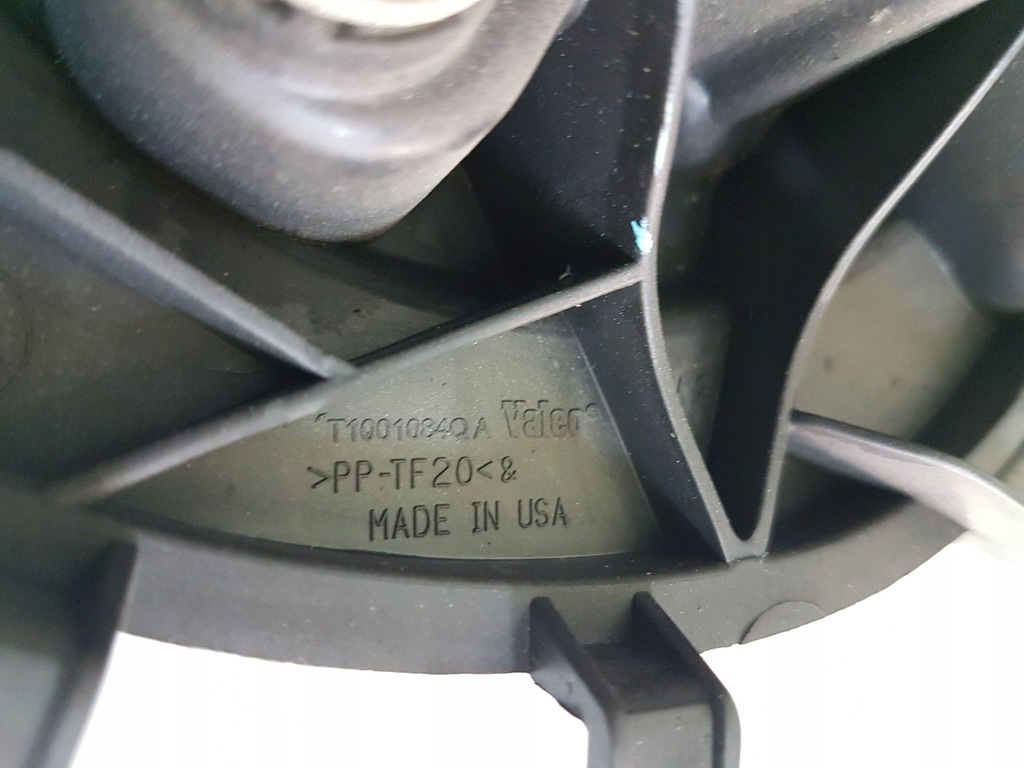 T1001084QA Valeo®
>PP-TF20<&
MADE IN USA